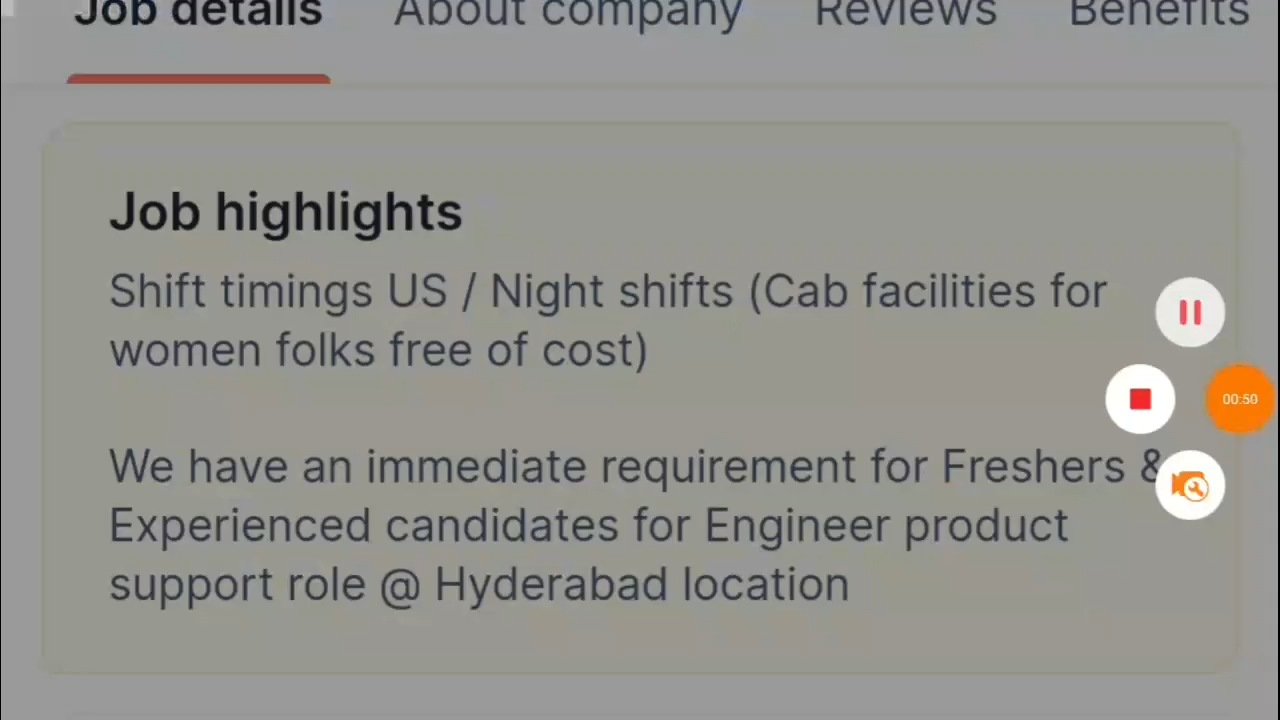 Job details About company Reviews Benefits
Job highlights
Shift timings US / Night shifts (Cab facilities for
women folks free of cost)
We have an immediate requirement for Freshers &
Experienced candidates for Engineer product
support role @ Hyderabad location
00:50